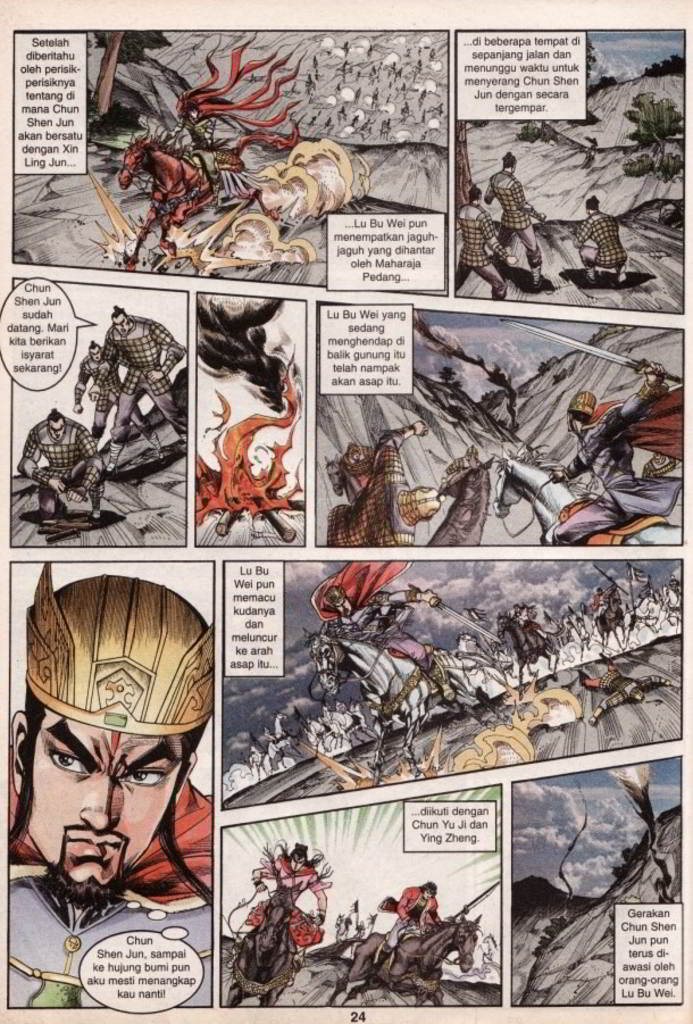 Setelah
diberitahu
oleh perisik-
perisiknya
tentang di
mana Chun
Shen Jun
akan bersatu
dengan Xin
Ling Jun...
...Lu Bu Wei pun
menempatkan jaguh-
jaguh yang dihantar
oleh Maharaja
Pedang...
...di beberapa tempat di
sepanjang jalan dan
menunggu waktu untuk
menyerang Chun Shen
Jun dengan secara
tergempar.
Chun
Shen Jun
sudah
datang. Mari
kita berikan
isyarat
sekarang!
Lu Bu Wei yang
sedang
menghendap di
balik gunung itu
telah nampak
akan asap itu.
Chun
Shen Jun, sampai
ke hujung bumi pun
aku mesti menangkap
kau nanti!
Lu Bu
Wei pun
memacu
kudanya
dan
meluncur
ke arah
asap itu...
...diikuti dengan
Chun Yu Ji dan
Ying Zheng.
Gerakan
Chun Shen
Jun pun
terus di-
awasi oleh
orang-orang
Lu Bu Wei.
24